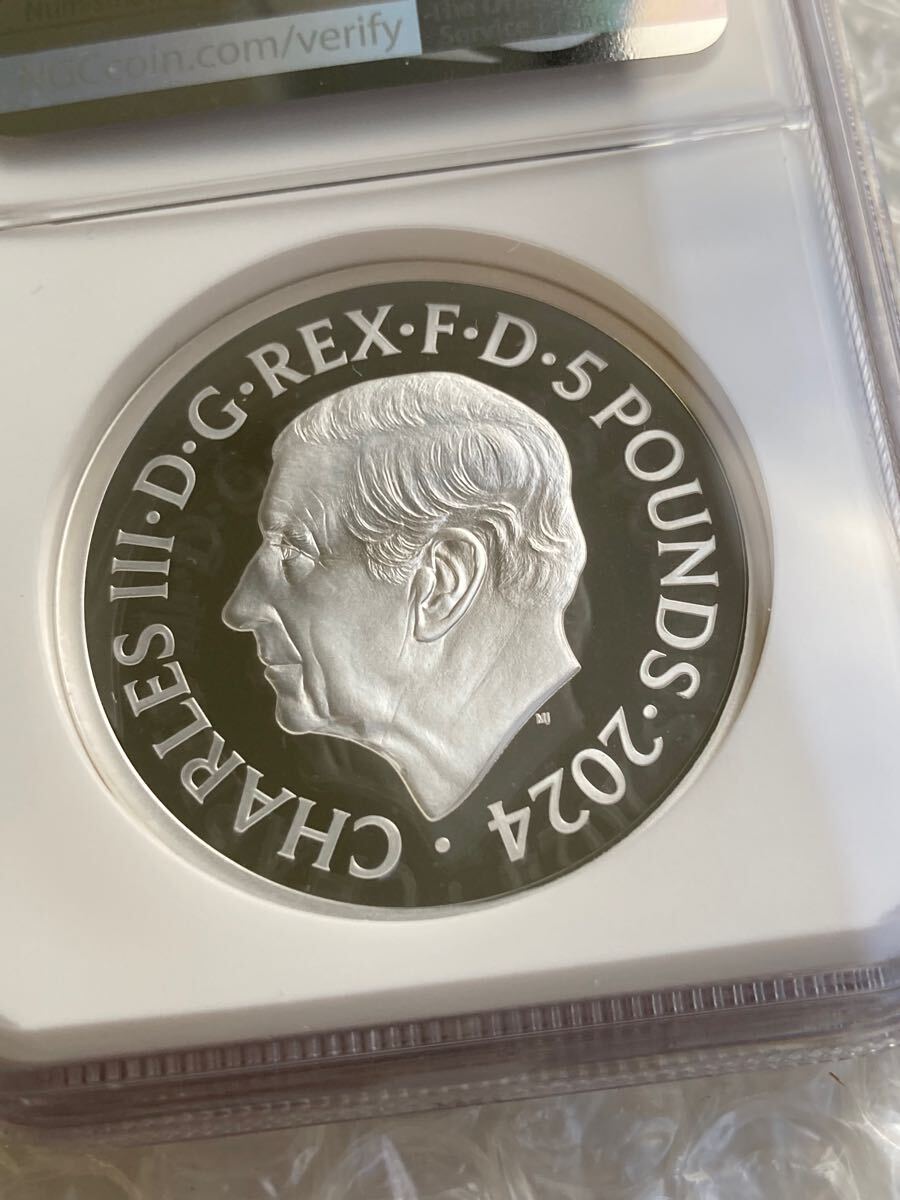 NGCcoin.com/verify
CHARLES III·D·G·REX·F·D·5 POUNDS·2024·
MJ